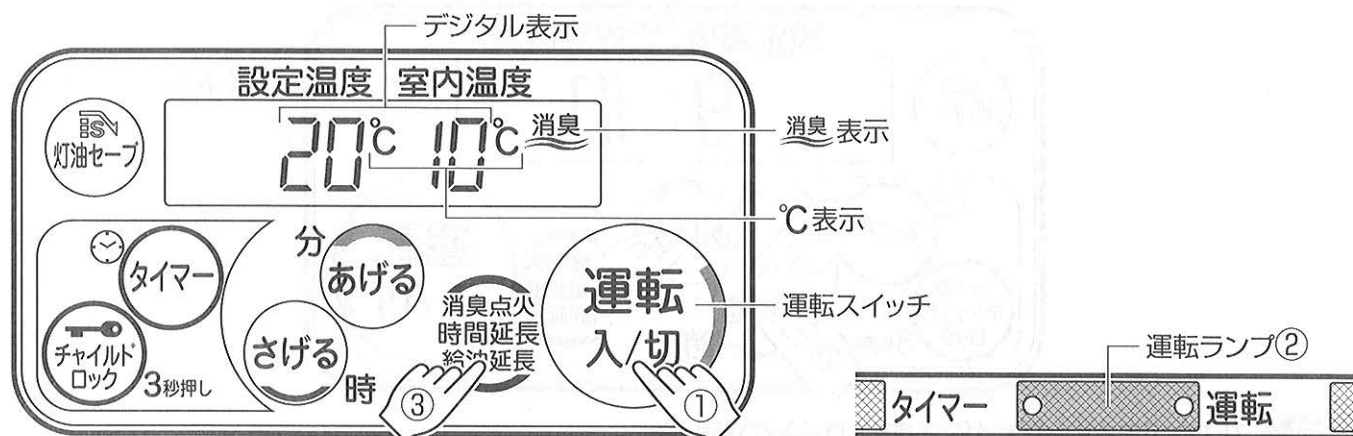 デジタル表示
設定温度 室内温度
20℃ 10℃ 消臭
消臭 表示
灯油セーブ
℃表示
分
あげる
タイマー
運転
入/切
運転スイッチ
消臭点火
時間延長
給油延長
さげる
時
チャイルド
ロック
3秒押し
③
①
運転ランプ②
タイマー
運転